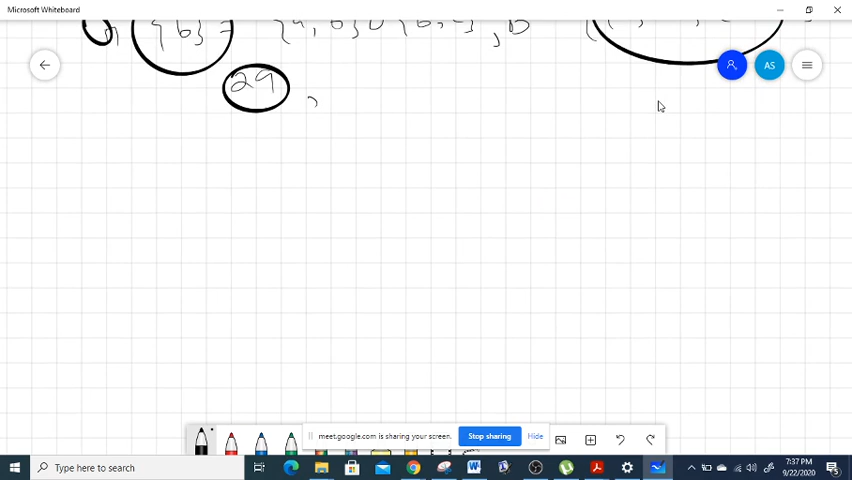 Microsoft Whiteboard
{b} =
29 ,
AS
meet.google.com is sharing your screen.
Stop sharing
Hide
Type here to search
7:37 PM
9/22/2020